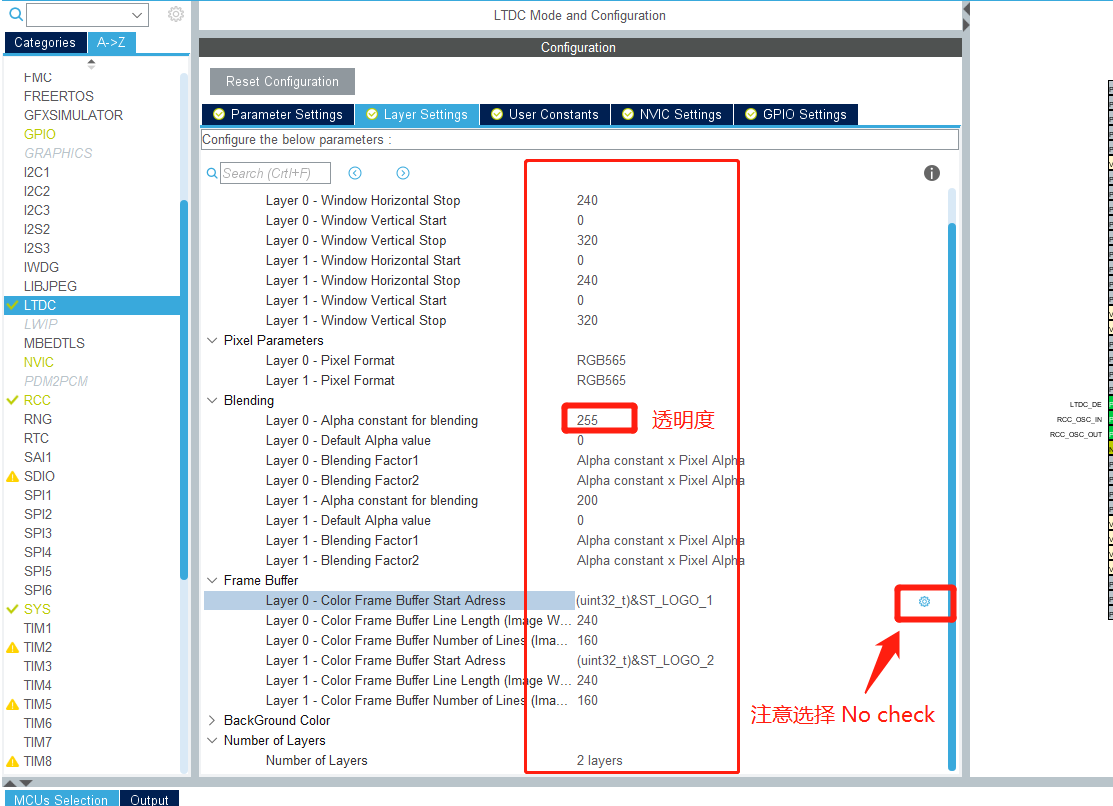 LTDC Mode and Configuration
Categories
A->Z
Configuration
Reset Configuration
Parameter Settings
Layer Settings
User Constants
NVIC Settings
GPIO Settings
Configure the below parameters :
Search (CrtI+F)
FMC
FREERTOS
GFXSIMULATOR
GPIO
GRAPHICS
I2C1
I2C2
I2C3
I2S2
I2S3
IWDG
LIBJPEG
LTDC
LWIP
MBEDTLS
NVIC
PDM2PCM
RCC
RNG
RTC
SAI1
SDIO
SPI1
SPI2
SPI3
SPI4
SPI5
SPI6
SYS
TIM1
TIM2
TIM3
TIM4
TIM5
TIM6
TIM7
TIM8
Layer 0 - Window Horizontal Stop 240
Layer 0 - Window Vertical Start 0
Layer 0 - Window Vertical Stop 320
Layer 1 - Window Horizontal Start 0
Layer 1 - Window Horizontal Stop 240
Layer 1 - Window Vertical Start 0
Layer 1 - Window Vertical Stop 320
Pixel Parameters
Layer 0 - Pixel Format RGB565
Layer 1 - Pixel Format RGB565
Blending
Layer 0 - Alpha constant for blending 255 透明度
Layer 0 - Default Alpha value 0
Layer 0 - Blending Factor1 Alpha constant x Pixel Alpha
Layer 0 - Blending Factor2 Alpha constant x Pixel Alpha
Layer 1 - Alpha constant for blending 200
Layer 1 - Default Alpha value 0
Layer 1 - Blending Factor1 Alpha constant x Pixel Alpha
Layer 1 - Blending Factor2 Alpha constant x Pixel Alpha
Frame Buffer
Layer 0 - Color Frame Buffer Start Adress (uint32_t)&ST_LOGO_1
Layer 0 - Color Frame Buffer Line Length (Image W... 240
Layer 0 - Color Frame Buffer Number of Lines (Ima... 160
Layer 1 - Color Frame Buffer Start Adress (uint32_t)&ST_LOGO_2
Layer 1 - Color Frame Buffer Line Length (Image W... 240
Layer 1 - Color Frame Buffer Number of Lines (Ima... 160
BackGround Color
Number of Layers
Number of Layers 2 layers
注意选择 No check
LTDC_DE
RCC_OSC_IN
RCC_OSC_OUT
MCUs Selection
Output